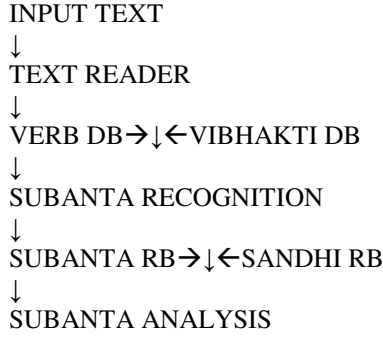 INPUT TEXT
↓
TEXT READER
↓
VERB DB→↓←VIBHAKTI DB
↓
SUBANTA RECOGNITION
↓
SUBANTA RB→↓←SANDHI RB
↓
SUBANTA ANALYSIS